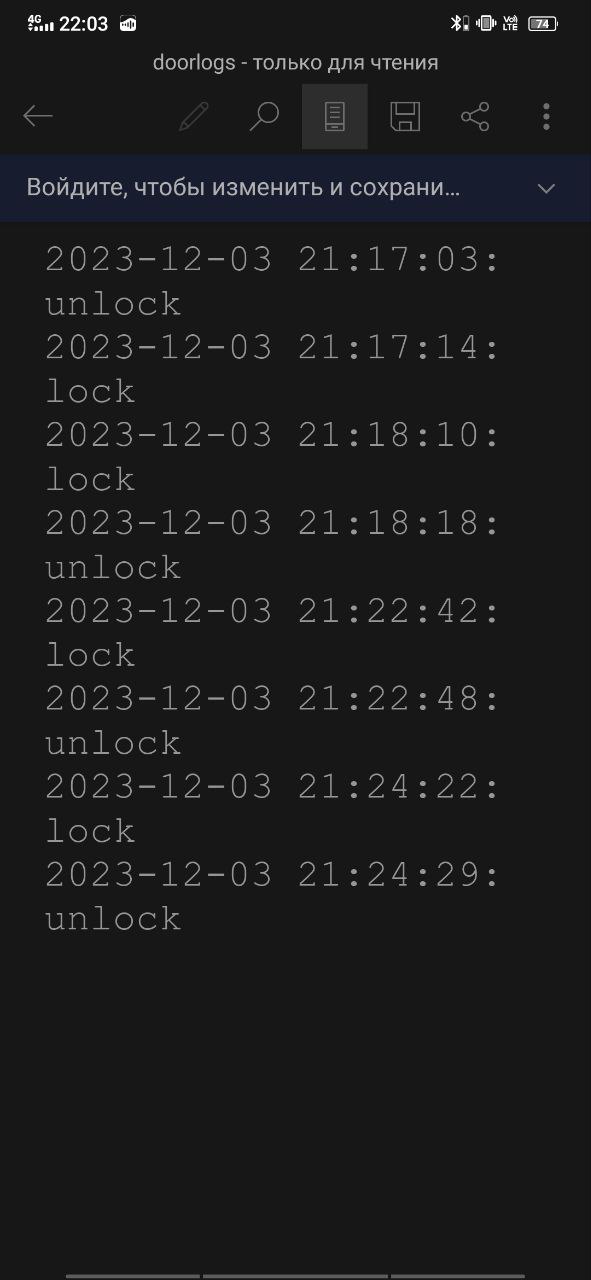 4G 22:03 Vo) LTE 74
doorlogs - только для чтения
Войдите, чтобы изменить и сохрани...
2023-12-03 21:17:03:
unlock
2023-12-03 21:17:14:
lock
2023-12-03 21:18:10:
lock
2023-12-03 21:18:18:
unlock
2023-12-03 21:22:42:
lock
2023-12-03 21:22:48:
unlock
2023-12-03 21:24:22:
lock
2023-12-03 21:24:29:
unlock